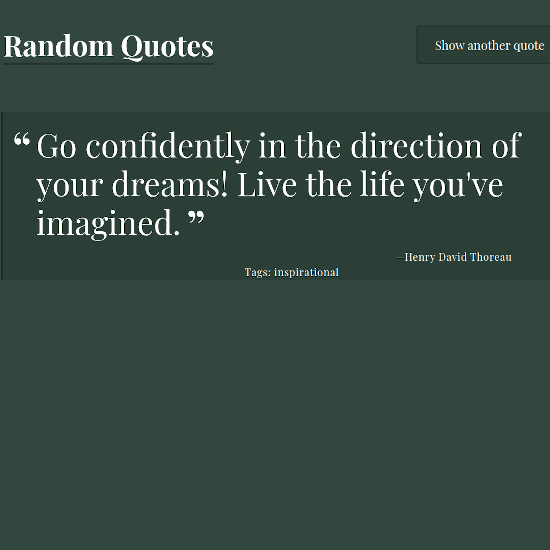 Random Quotes
Show another quote
“ Go confidently in the direction of
your dreams! Live the life you've
imagined. ”
—Henry David Thoreau
Tags: inspirational